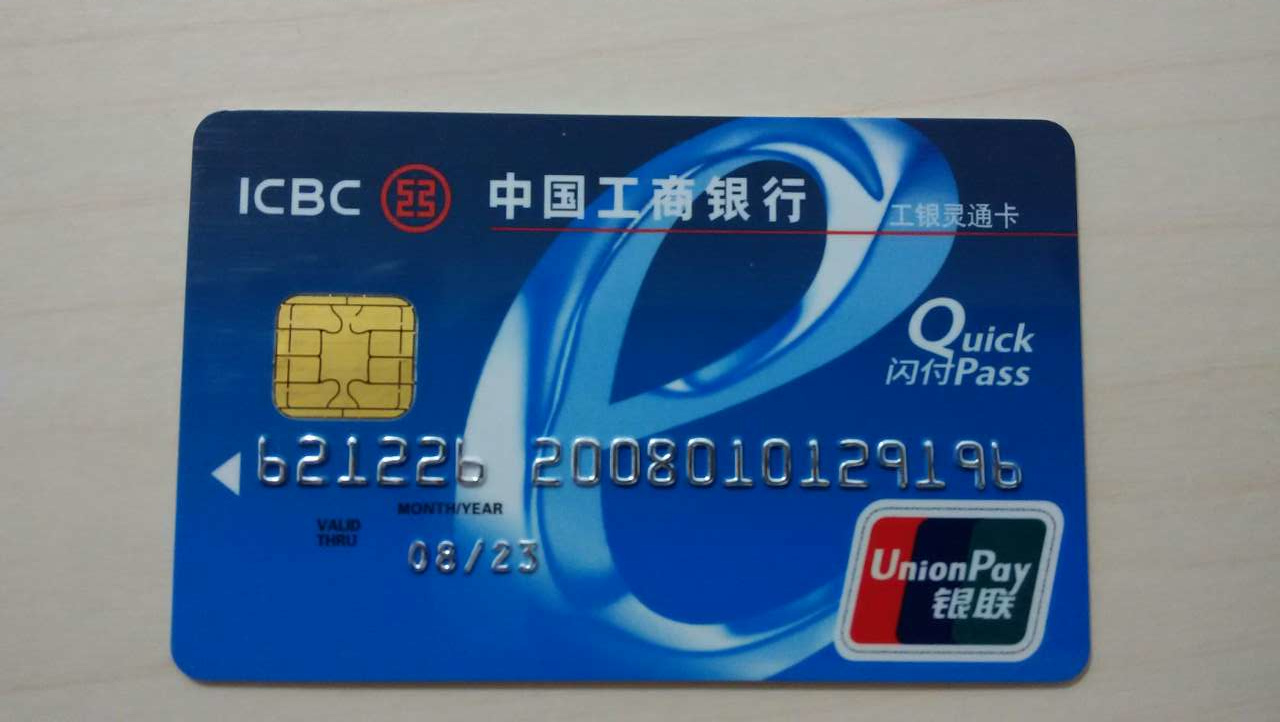 ICBC 中国工商银行
工银灵通卡
Quick
闪付Pass
621226 2008010129196
MONTH/YEAR
VALID
THRU
08/23
UnionPay
银联